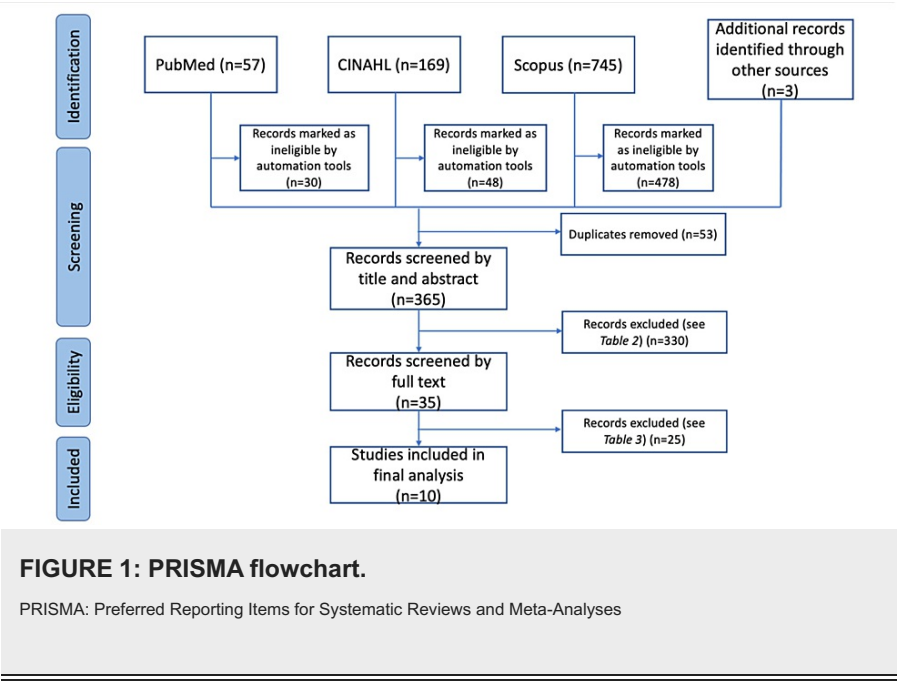 Identification
PubMed (n=57)
CINAHL (n=169)
Scopus (n=745)
Additional records
identified through
other sources
(n=3)
Records marked as
ineligible by
automation tools
(n=30)
Records marked as
ineligible by
automation tools
(n=48)
Records marked
as ineligible by
automation tools
(n=478)
Screening
Duplicates removed (n=53)
Records screened by
title and abstract
(n=365)
Records excluded (see
Table 2) (n=330)
Eligibility
Records screened by
full text
(n=35)
Records excluded (see
Table 3) (n=25)
Included
Studies included in
final analysis
(n=10)
FIGURE 1: PRISMA flowchart.
PRISMA: Preferred Reporting Items for Systematic Reviews and Meta-Analyses